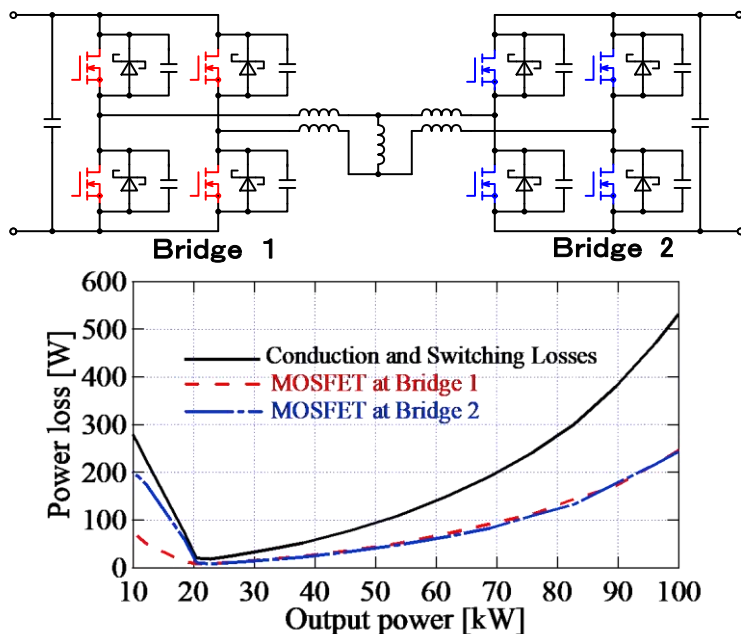 Bridge 1
Bridge 2
600
500
400
300
200
100
0
Power loss [W]
Conduction and Switching Losses
MOSFET at Bridge 1
MOSFET at Bridge 2
10 20 30 40 50 60 70 80 90 100
Output power [kW]